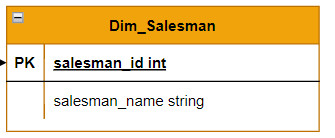 Dim_Salesman
PK salesman_id int
salesman_name string